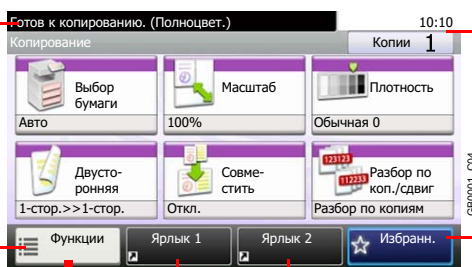 Готов к копированию. (Полноцвет.)
10:10
Копирование
Копии 1
Выбор
бумаги
Масштаб
Плотность
Авто
100%
Обычная 0
123123
112233
Двусто-
ронняя
Совме-
стить
Разбор по
коп./сдвиг
1-стор.>>1-стор.
Откл.
Разбор по копиям
Функции
Ярлык 1
Ярлык 2
Избранн.